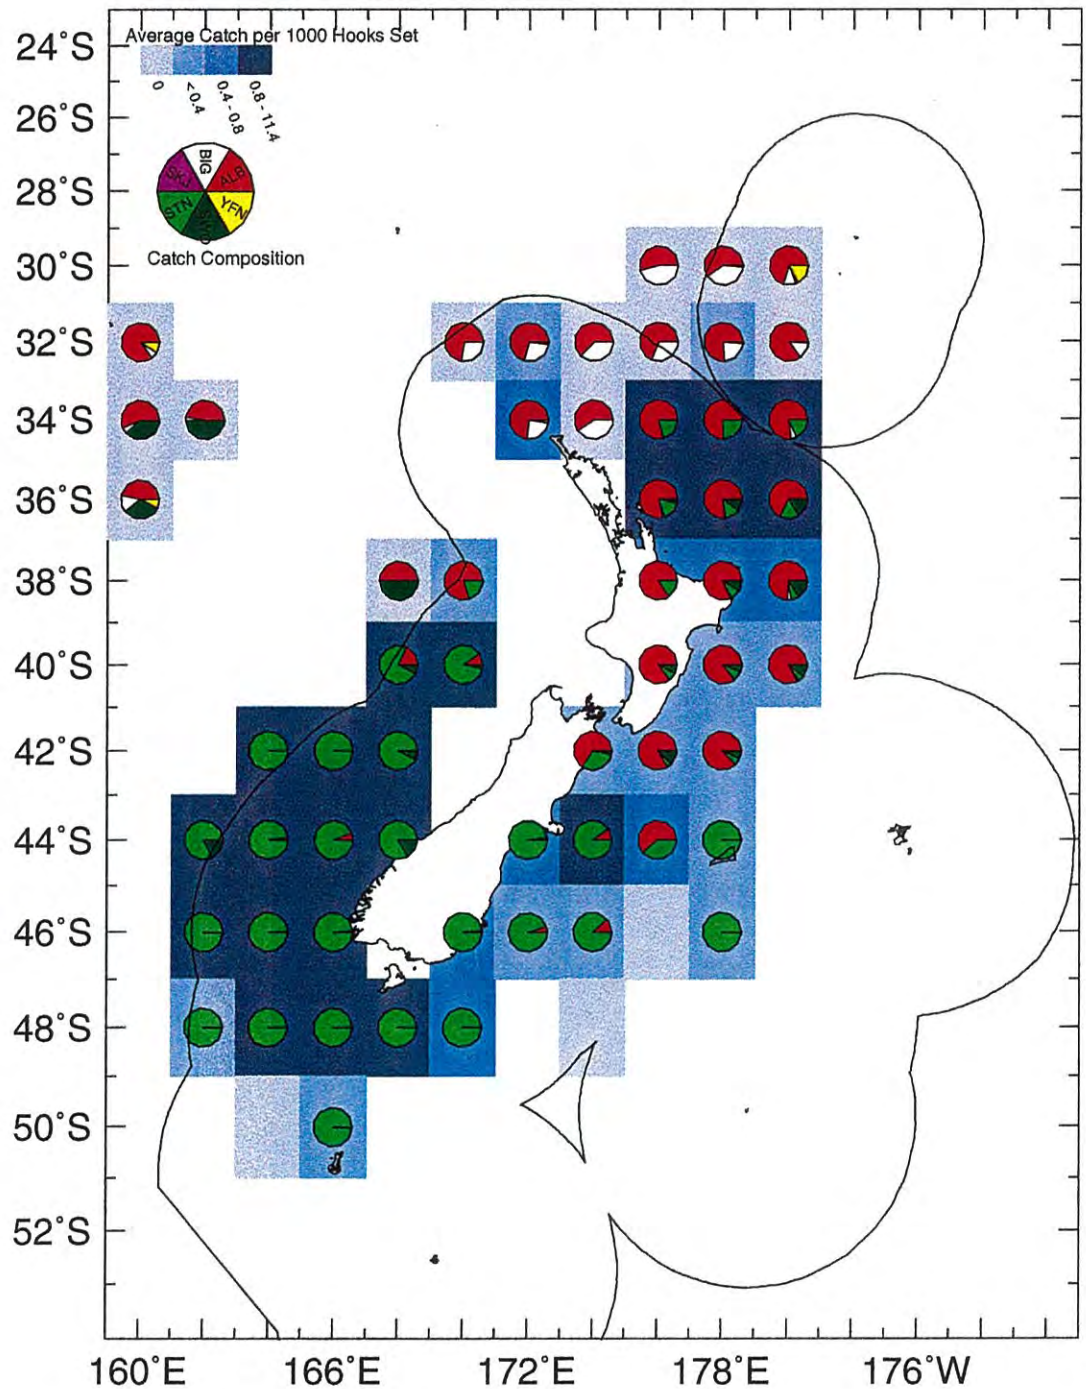 Average Catch per 1000 Hooks Set
0
<0.4
0.4 - 0.8
0.8 - 11.4
BIG
ALB
YFN
SWO
STN
SKJ
Catch Composition
24°S
26°S
28°S
30°S
32°S
34°S
36°S
38°S
40°S
42°S
44°S
46°S
48°S
50°S
52°S
160°E
166°E
172°E
178°E
176°W